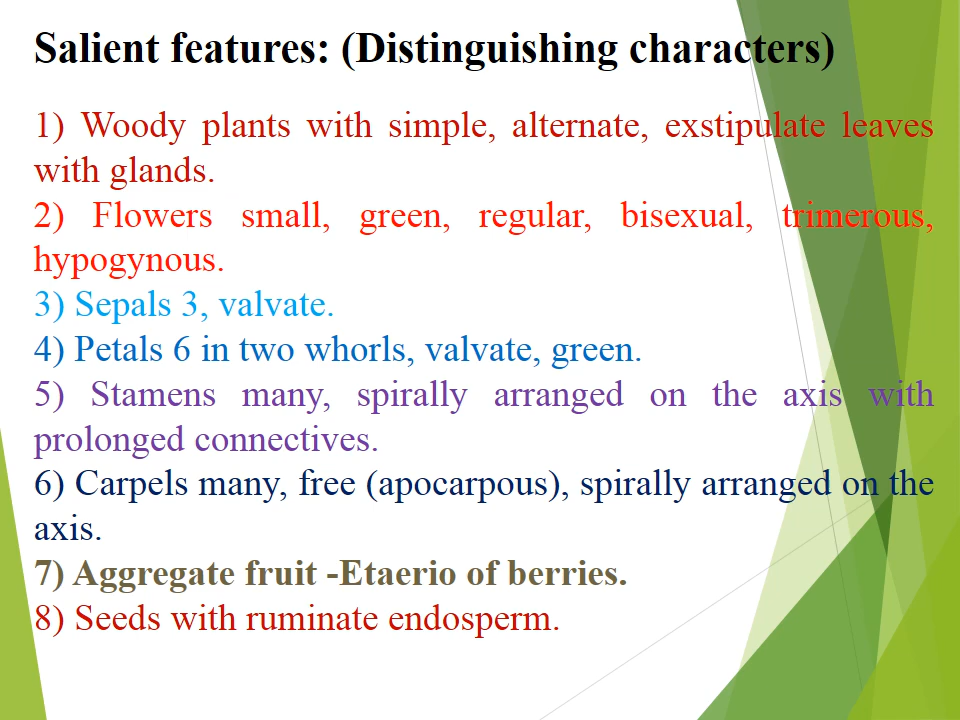 Salient features: (Distinguishing characters)
1) Woody plants with simple, alternate, exstipulate leaves
with glands.
2) Flowers small, green, regular, bisexual, trimerous,
hypogynous.
3) Sepals 3, valvate.
4) Petals 6 in two whorls, valvate, green.
5) Stamens many, spirally arranged on the axis with
prolonged connectives.
6) Carpels many, free (apocarpous), spirally arranged on the
axis.
7) Aggregate fruit -Etaerio of berries.
8) Seeds with ruminate endosperm.